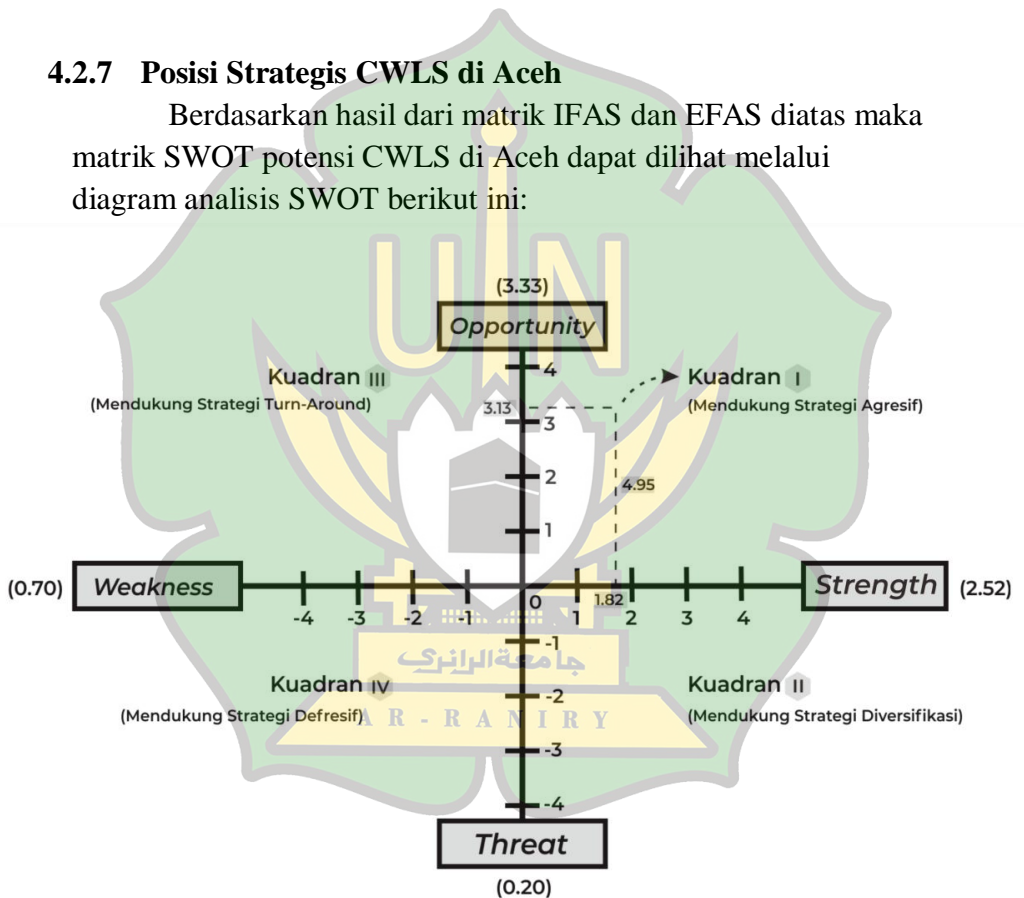 4.2.7 Posisi Strategis CWLS di Aceh
Berdasarkan hasil dari matrik IFAS dan EFAS diatas maka
matrik SWOT potensi CWLS di Aceh dapat dilihat melalui
diagram analisis SWOT berikut ini:
UIN
(3.33)
Opportunity
4
Kuadran III
(Mendukung Strategi Turn-Around)
Kuadran I
(Mendukung Strategi Agresif)
3.13
3
2
4.95
1
(0.70)
Weakness
Strength
(2.52)
-4 -3 -2 -1 0 1 1.82 2 3 4
-1
جامعة الرانري
Kuadran IV
(Mendukung Strategi Defresif)
Kuadran II
(Mendukung Strategi Diversifikasi)
-2
AR-RANIRY
-3
-4
Threat
(0.20)